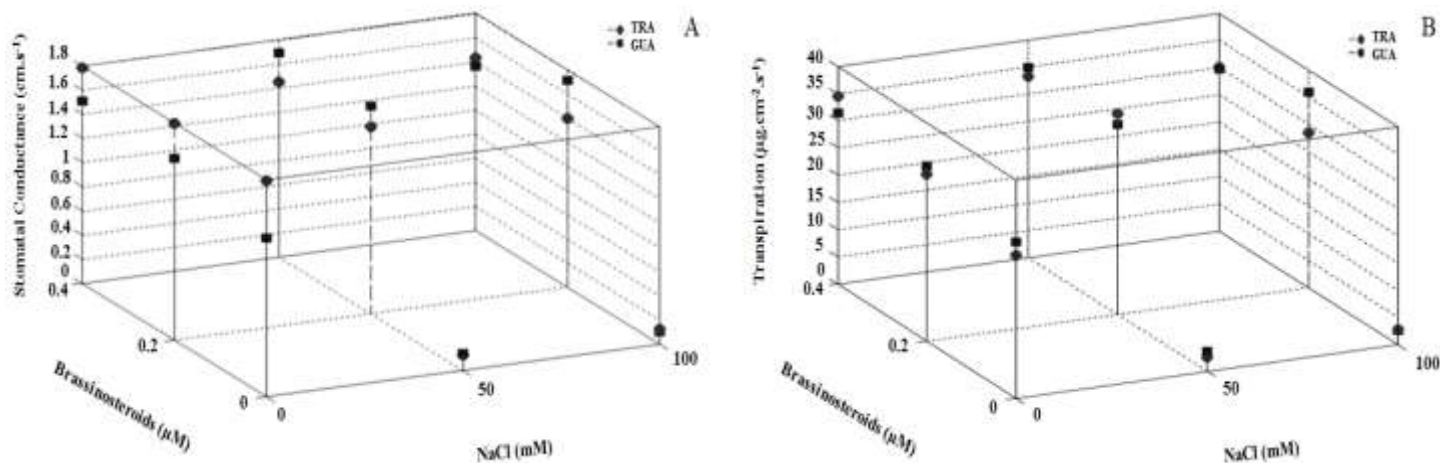 A
TRA
GUA
Stomatal Conductance (cm.s⁻¹)
1.8
1.6
1.4
1.2
1
0.8
0.6
0.4
0.2
0
0.4
0.2
0
Brassinosteroids (µM)
0
50
100
NaCl (mM)
B
TRA
GUA
Transpiration (µg.cm⁻².s⁻¹)
40
35
30
25
20
15
10
5
0
0.4
0.2
0
Brassinosteroids (µM)
0
50
100
NaCl (mM)